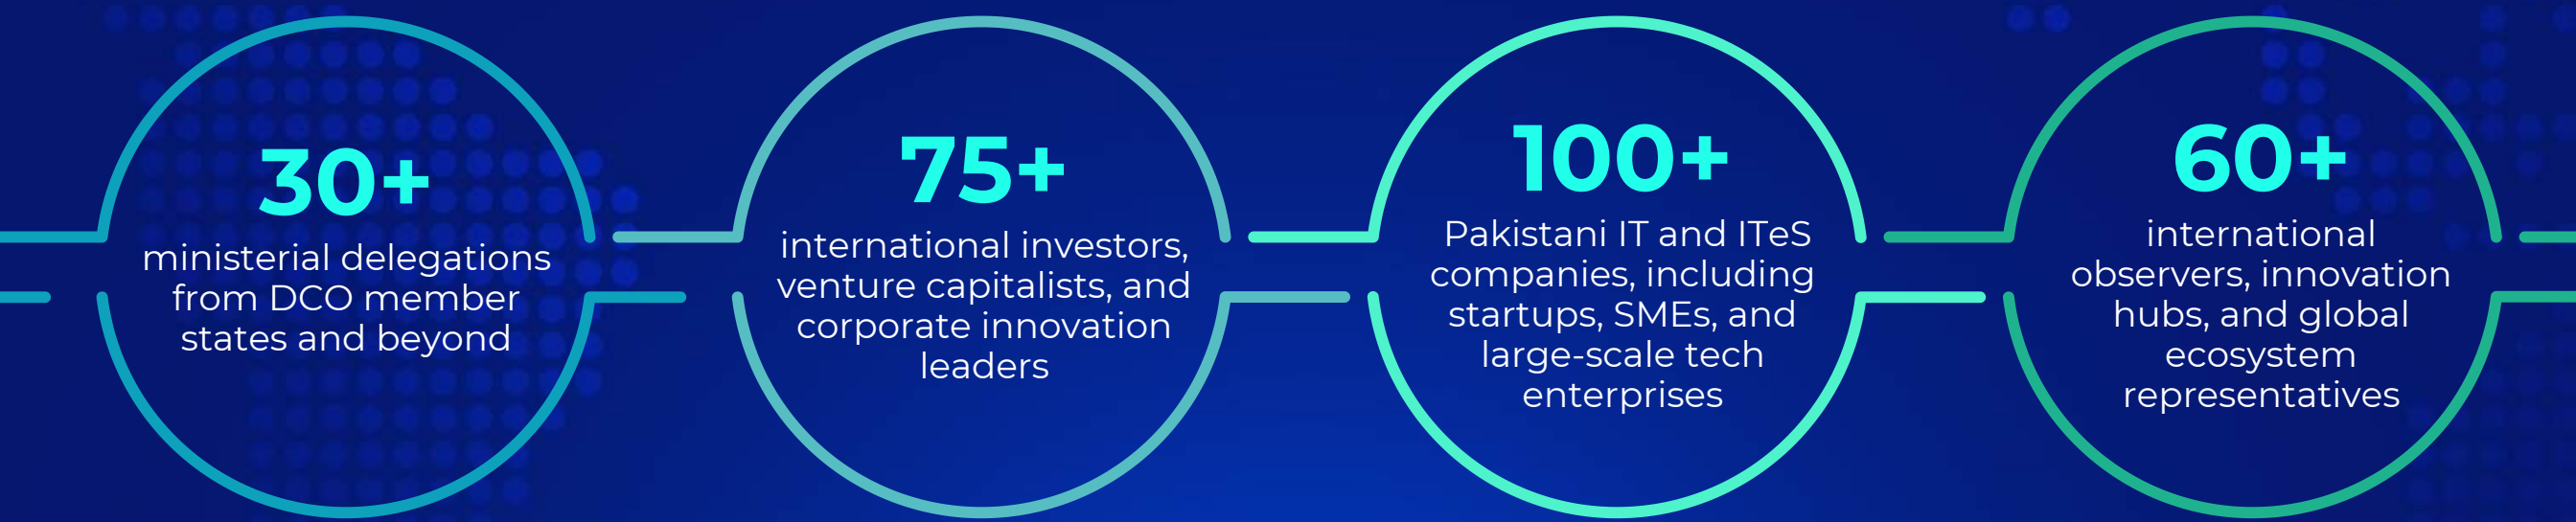 30+
ministerial delegations
from DCO member
states and beyond
75+
international investors,
venture capitalists, and
corporate innovation
leaders
100+
Pakistani IT and ITeS
companies, including
startups, SMEs, and
large-scale tech
enterprises
60+
international
observers, innovation
hubs, and global
ecosystem
representatives